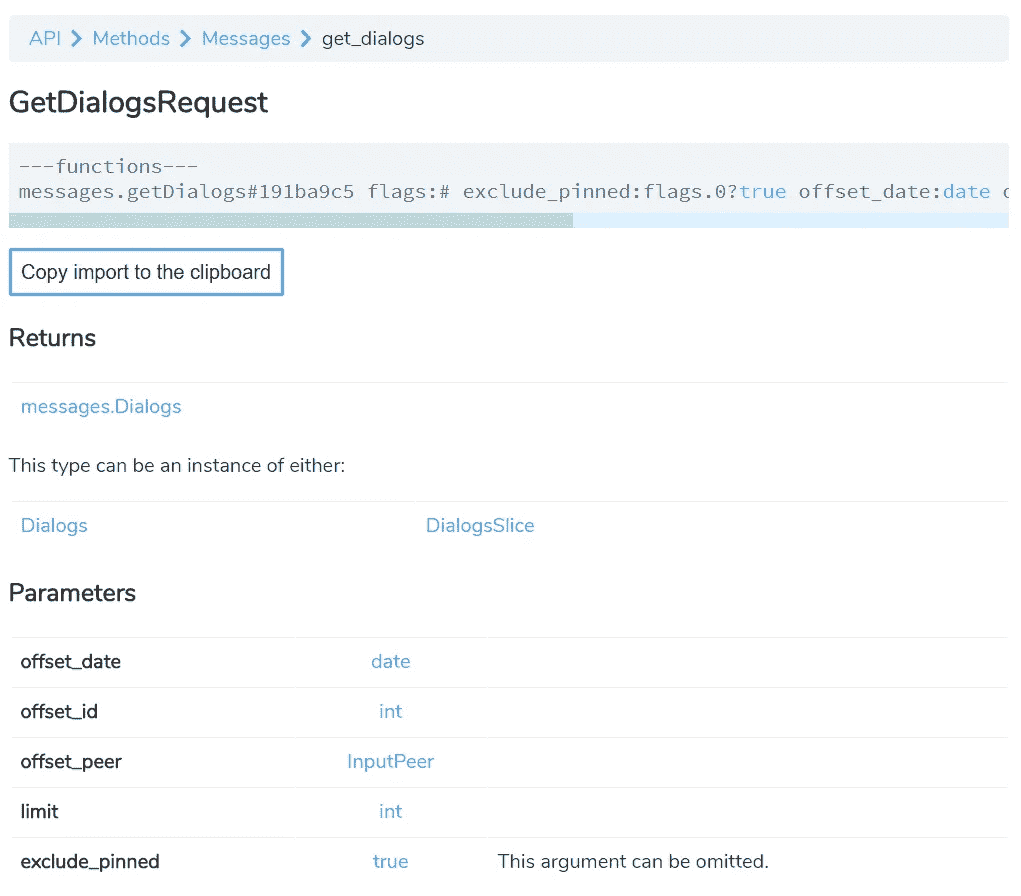 API > Methods > Messages > get_dialogs
GetDialogsRequest
---functions---
messages.getDialogs#191ba9c5 flags:# exclude_pinned:flags.0?true offset_date:date
Copy import to the clipboard
Returns
messages.Dialogs
This type can be an instance of either:
Dialogs DialogsSlice
Parameters
offset_date date
offset_id int
offset_peer InputPeer
limit int
exclude_pinned true This argument can be omitted.